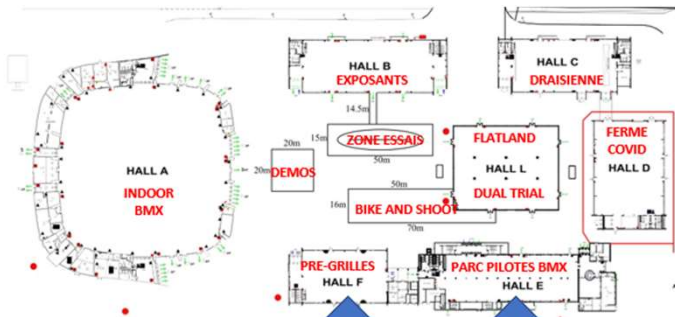 HALL B
EXPOSANTS
HALL C
DRAISIENNE
14.5m
15m
ZONE ESSAIS
50m
20m
20m
DEMOS
HALL A
INDOOR
BMX
FLATLAND
HALL L
DUAL TRIAL
FERME
COVID
HALL D
50m
16m
BIKE AND SHOOT
70m
PRE-GRILLES
HALL F
PARC PILOTES BMX
HALL E